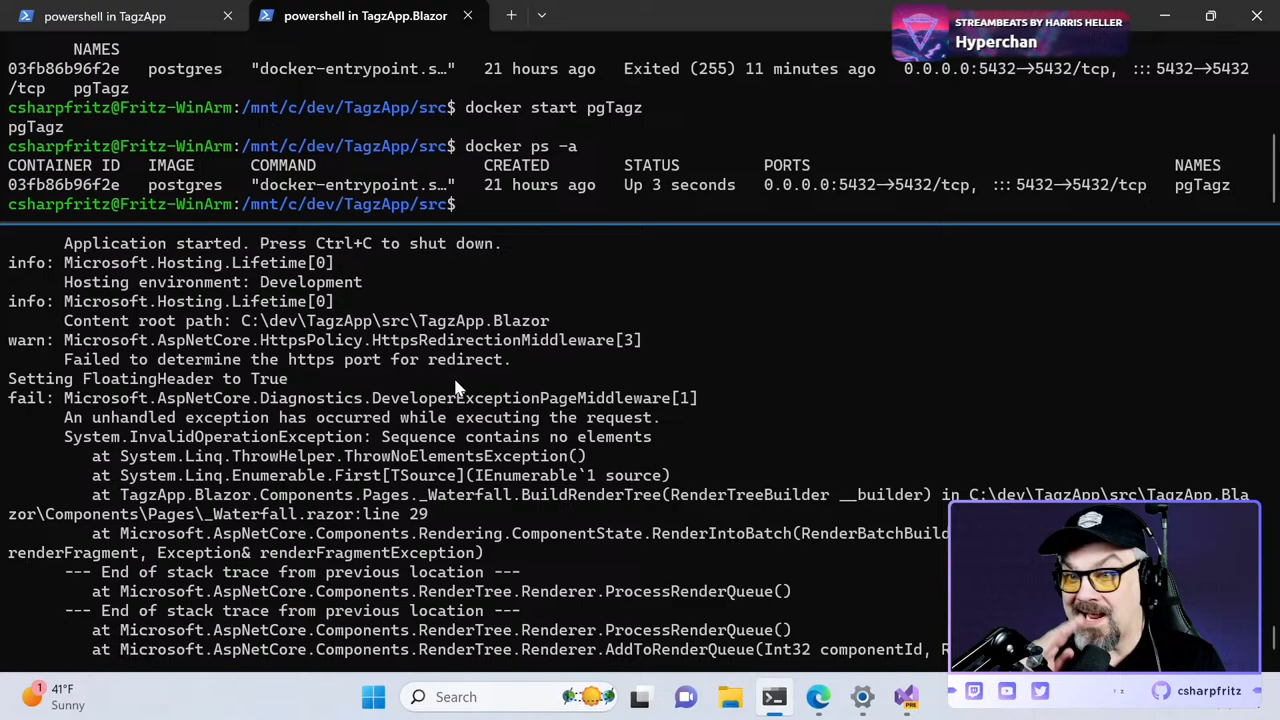 powershell in TagzApp
powershell in TagzApp.Blazor
STREAMBEATS BY HARRIS HELLER
Hyperchan
NAMES
03fb86b96f2e postgres "docker-entrypoint.s…" 21 hours ago Exited (255) 11 minutes ago 0.0.0.0:5432->5432/tcp, :::5432->5432
/tcp pgTagz
csharpfritz@Fritz-WinArm:/mnt/c/dev/TagzApp/src$ docker start pgTagz
pgTagz
csharpfritz@Fritz-WinArm:/mnt/c/dev/TagzApp/src$ docker ps -a
CONTAINER ID IMAGE COMMAND CREATED STATUS PORTS NAMES
03fb86b96f2e postgres "docker-entrypoint.s…" 21 hours ago Up 3 seconds 0.0.0.0:5432->5432/tcp, :::5432->5432/tcp pgTagz
csharpfritz@Fritz-WinArm:/mnt/c/dev/TagzApp/src$
Application started. Press Ctrl+C to shut down.
info: Microsoft.Hosting.Lifetime[0]
Hosting environment: Development
info: Microsoft.Hosting.Lifetime[0]
Content root path: C:\dev\TagzApp\src\TagzApp.Blazor
warn: Microsoft.AspNetCore.HttpsPolicy.HttpsRedirectionMiddleware[3]
Failed to determine the https port for redirect.
Setting FloatingHeader to True
fail: Microsoft.AspNetCore.Diagnostics.DeveloperExceptionPageMiddleware[1]
An unhandled exception has occurred while executing the request.
System.InvalidOperationException: Sequence contains no elements
at System.Linq.ThrowHelper.ThrowNoElementsException()
at System.Linq.Enumerable.First[TSource](IEnumerable`1 source)
at TagzApp.Blazor.Components.Pages._Waterfall.BuildRenderTree(RenderTreeBuilder __builder) in C:\dev\TagzApp\src\TagzApp.Bla
zor\Components\Pages\_Waterfall.razor:line 29
at Microsoft.AspNetCore.Components.Rendering.ComponentState.RenderIntoBatch(RenderBatchBuil
renderFragment, Exception& renderFragmentException)
--- End of stack trace from previous location ---
at Microsoft.AspNetCore.Components.RenderTree.Renderer.ProcessRenderQueue()
--- End of stack trace from previous location ---
at Microsoft.AspNetCore.Components.RenderTree.Renderer.ProcessRenderQueue()
at Microsoft.AspNetCore.Components.RenderTree.Renderer.AddToRenderQueue(Int32 componentId, R
1
41°F
Sunny
Search
PRE
csharpfritz